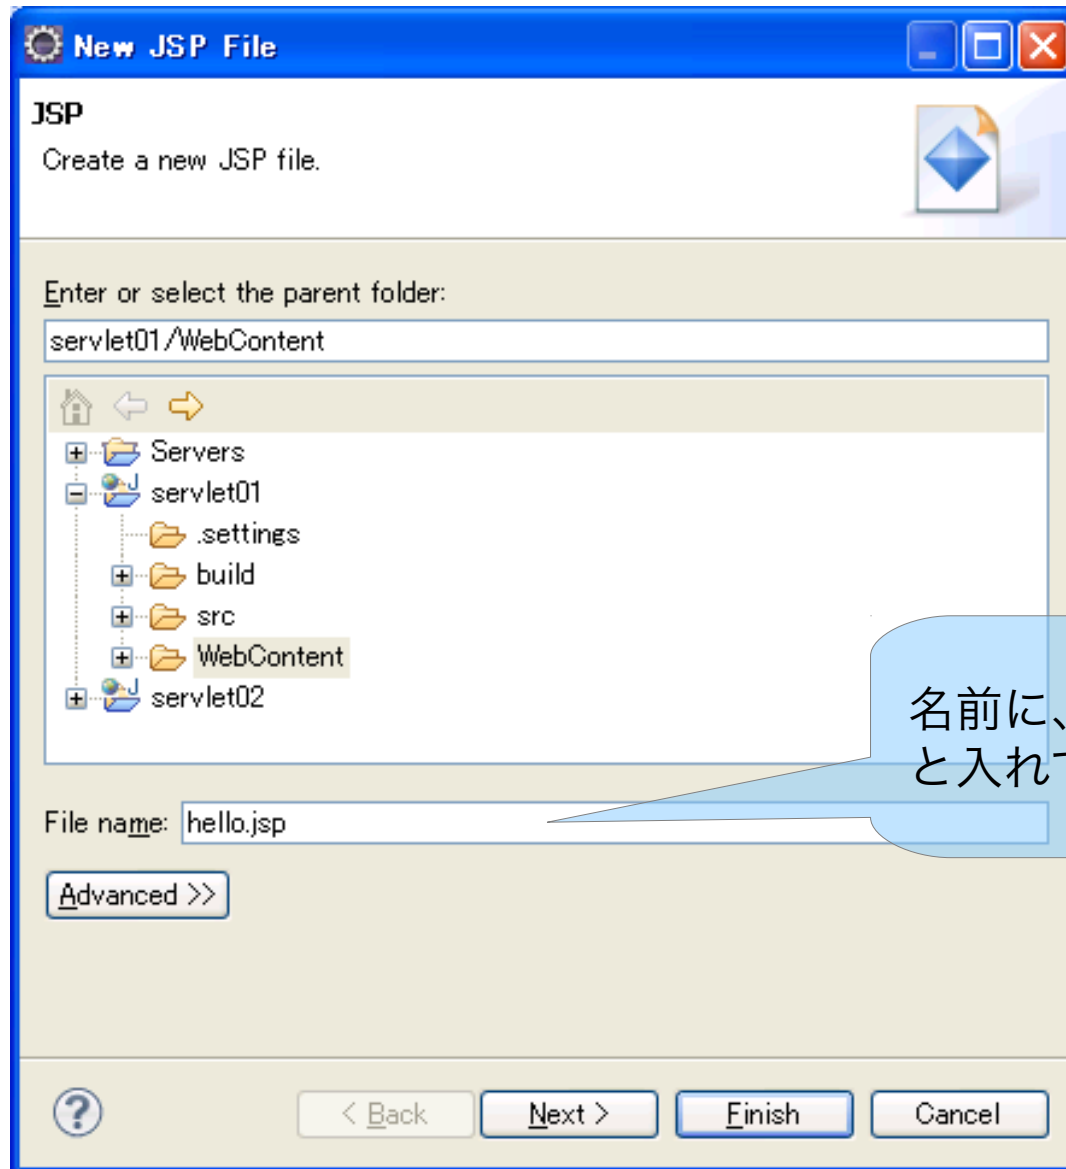 New JSP File
JSP
Create a new JSP file.
Enter or select the parent folder:
servlet01/WebContent
Servers
servlet01
.settings
build
src
WebContent
servlet02
名前に、
と入れて
File name: hello.jsp
Advanced >>
< Back Next > Finish Cancel